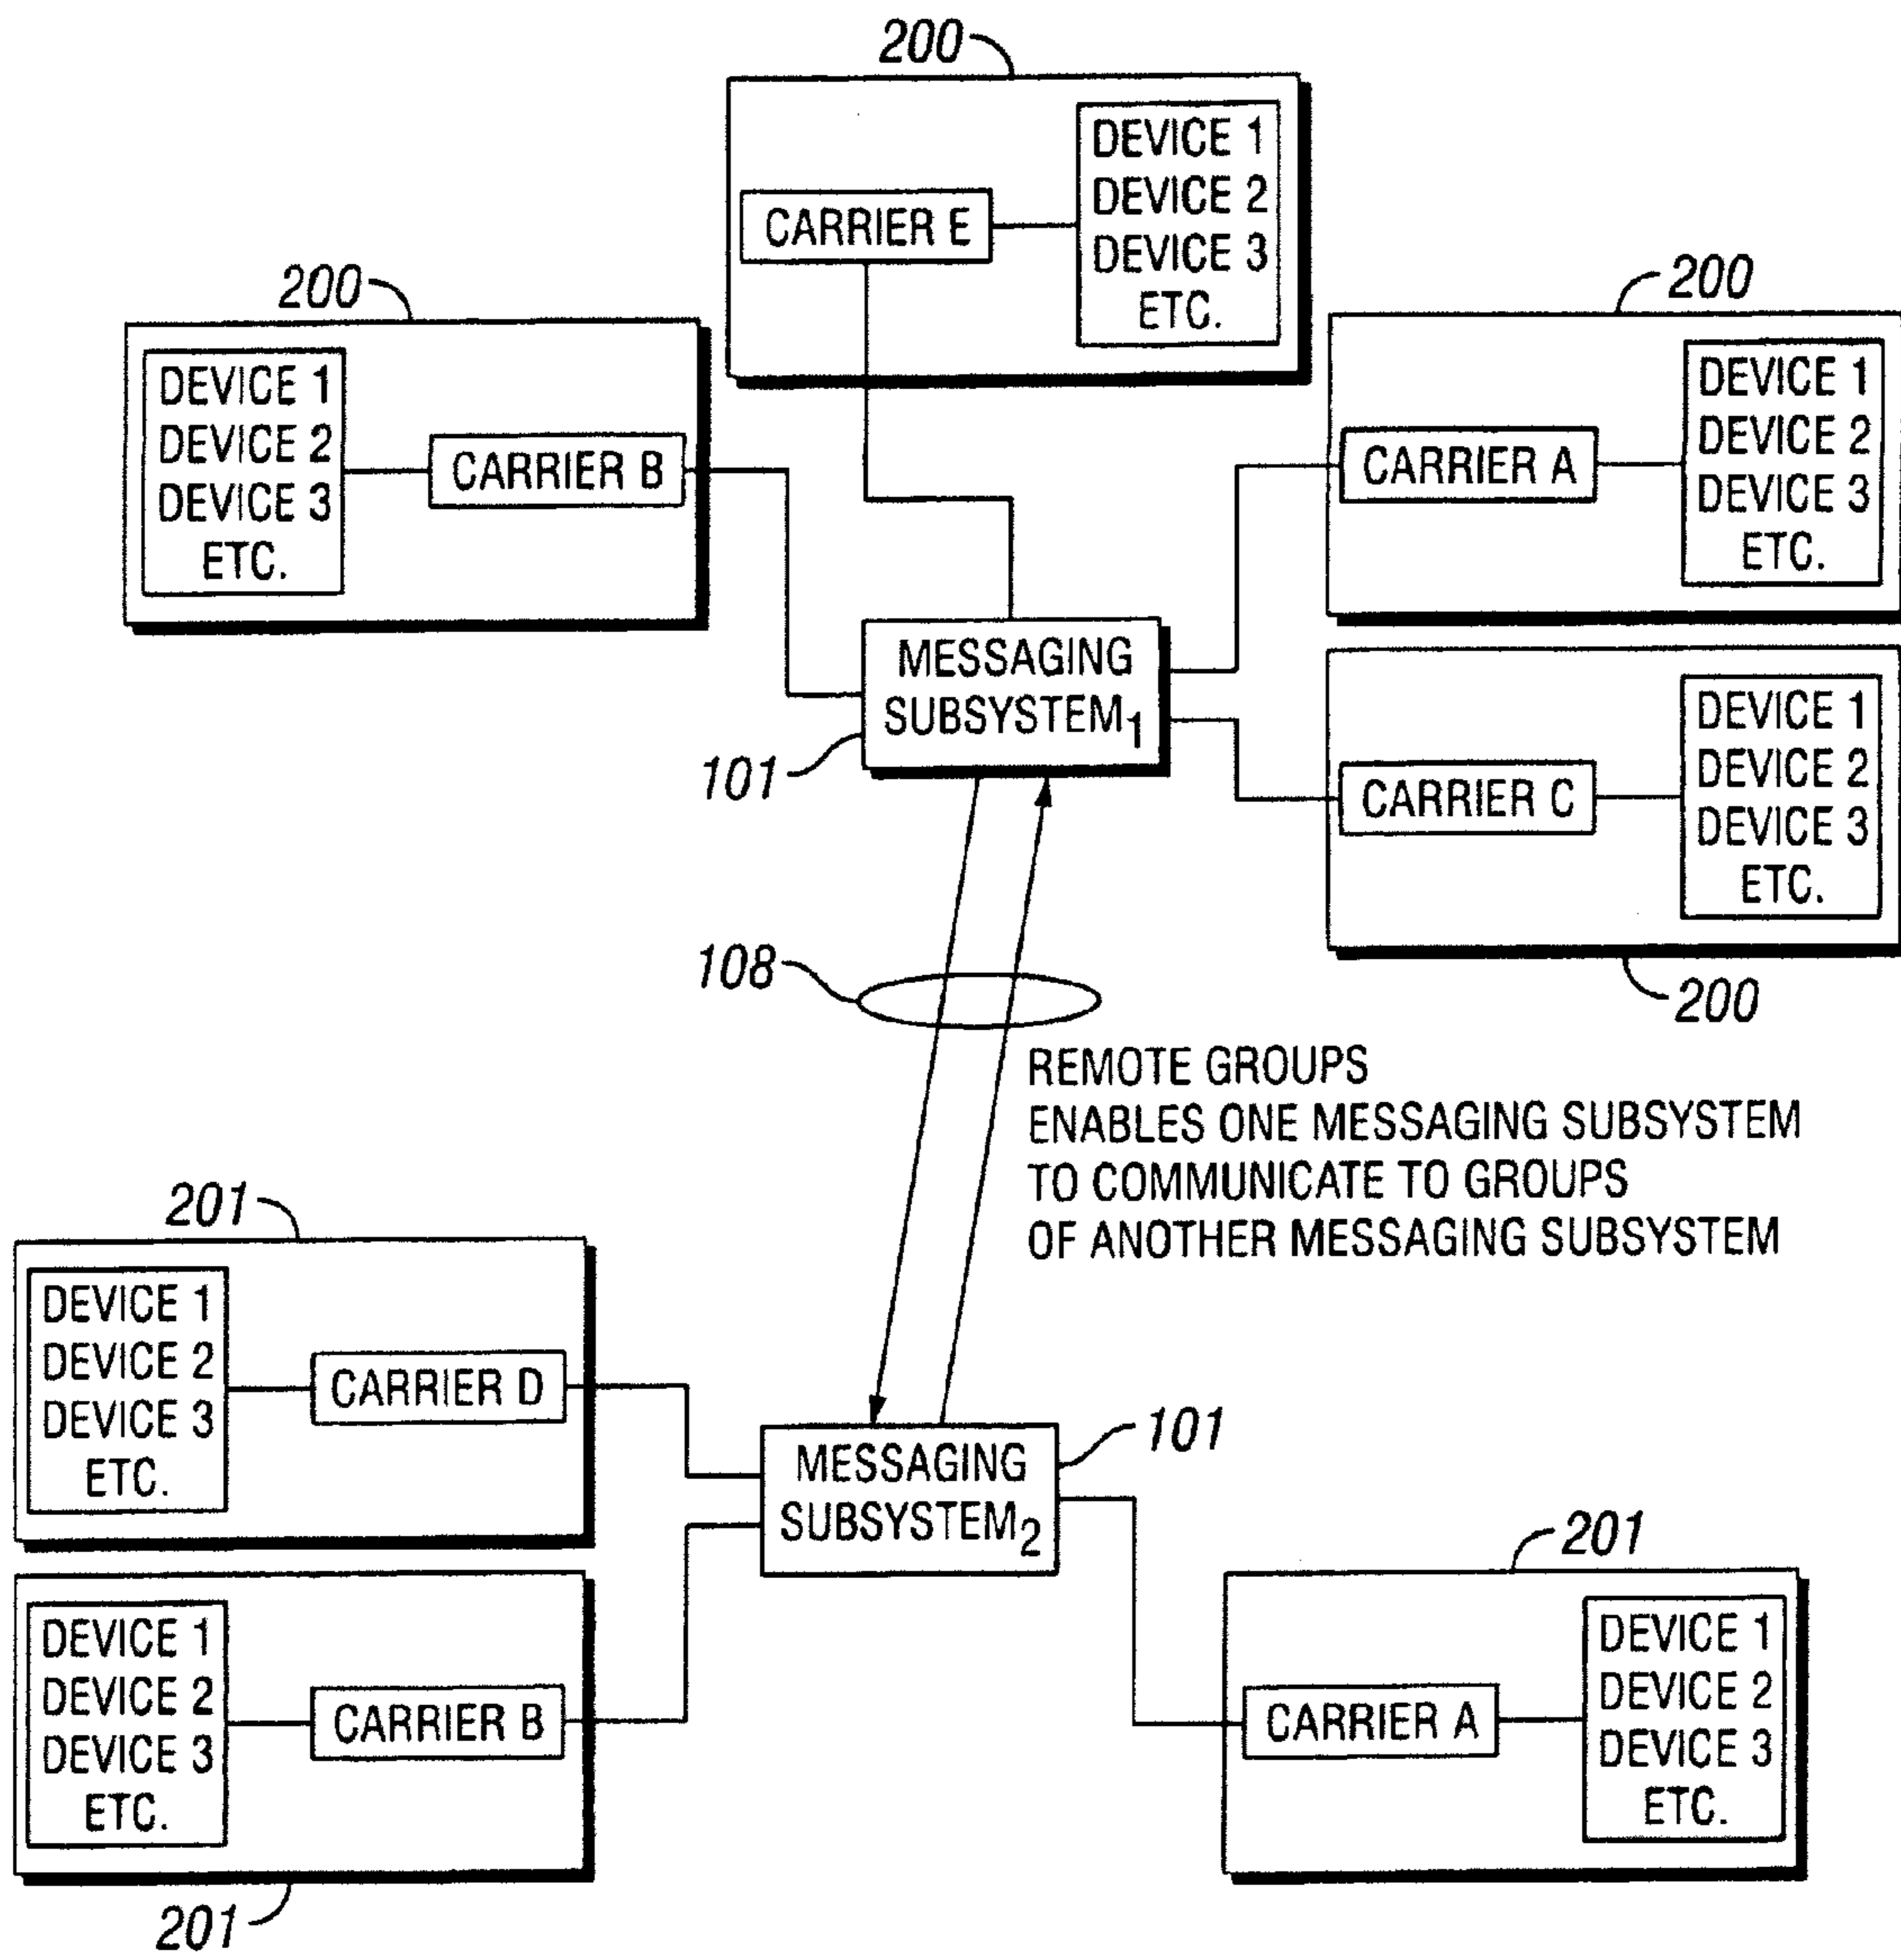 200
DEVICE 1
DEVICE 2
DEVICE 3
ETC.
CARRIER E
200
DEVICE 1
DEVICE 2
DEVICE 3
ETC.
CARRIER B
200
CARRIER A
DEVICE 1
DEVICE 2
DEVICE 3
ETC.
MESSAGING
SUBSYSTEM1
101
CARRIER C
DEVICE 1
DEVICE 2
DEVICE 3
ETC.
200
108
REMOTE GROUPS
ENABLES ONE MESSAGING SUBSYSTEM
TO COMMUNICATE TO GROUPS
OF ANOTHER MESSAGING SUBSYSTEM
201
DEVICE 1
DEVICE 2
DEVICE 3
ETC.
CARRIER D
MESSAGING
SUBSYSTEM2
101
DEVICE 1
DEVICE 2
DEVICE 3
ETC.
CARRIER B
201
201
CARRIER A
DEVICE 1
DEVICE 2
DEVICE 3
ETC.